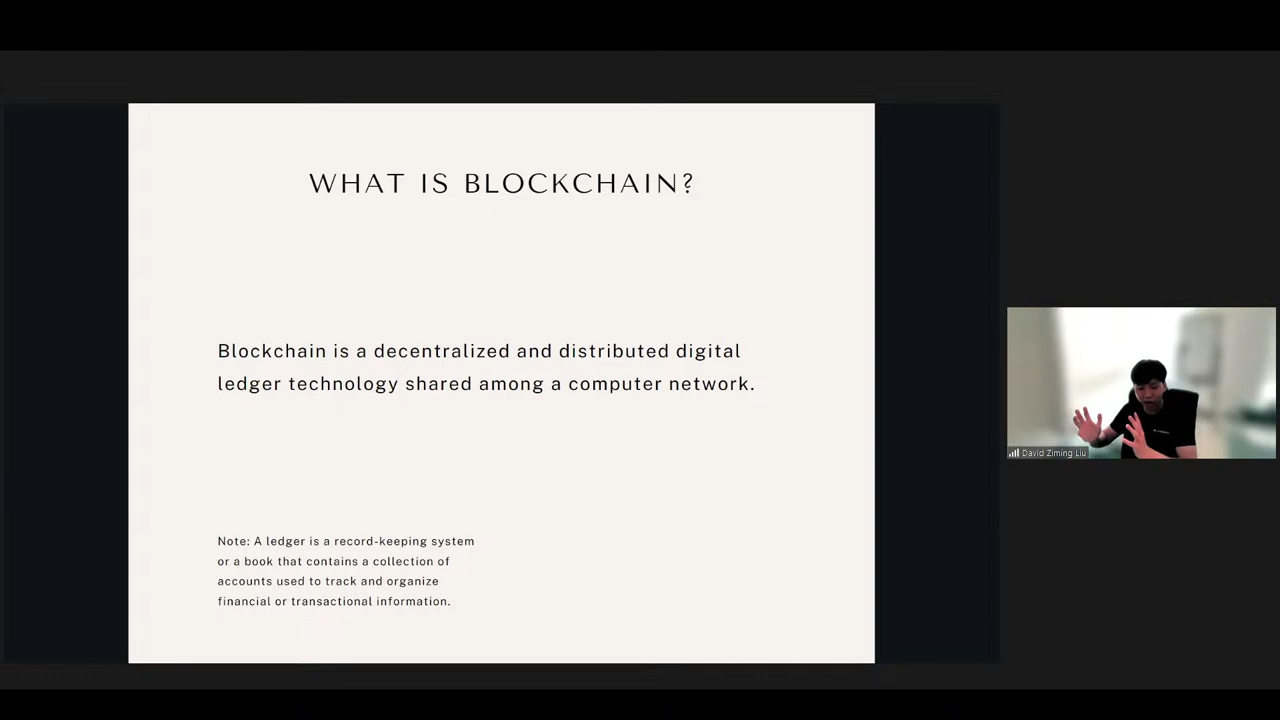 WHAT IS BLOCKCHAIN?
Blockchain is a decentralized and distributed digital
ledger technology shared among a computer network.
Note: A ledger is a record-keeping system
or a book that contains a collection of
accounts used to track and organize
financial or transactional information.
David Ziming Liu